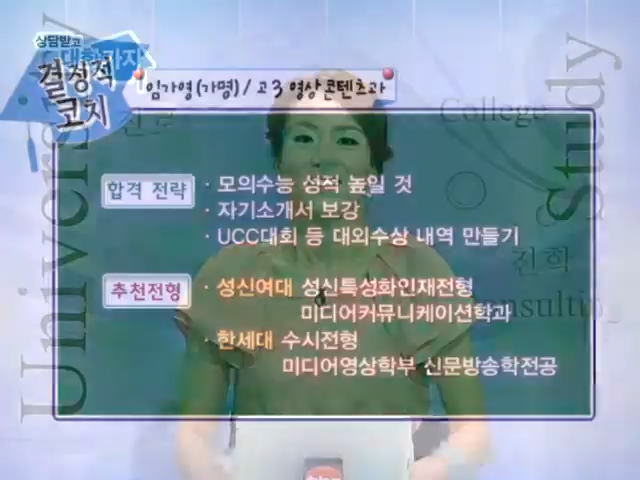 상담받고
대학가자
결정적
코치
임가영(가명) / 고3 영상콘텐츠과
College
Study
University
진로
진학
합격 전략
· 모의수능 성적 높일 것
· 자기소개서 보강
· UCC대회 등 대외수상 내역 만들기
추천전형
· 성신여대 성신특성화인재전형
미디어커뮤니케이션학과
· 한세대 수시전형
미디어영상학부 신문방송학전공